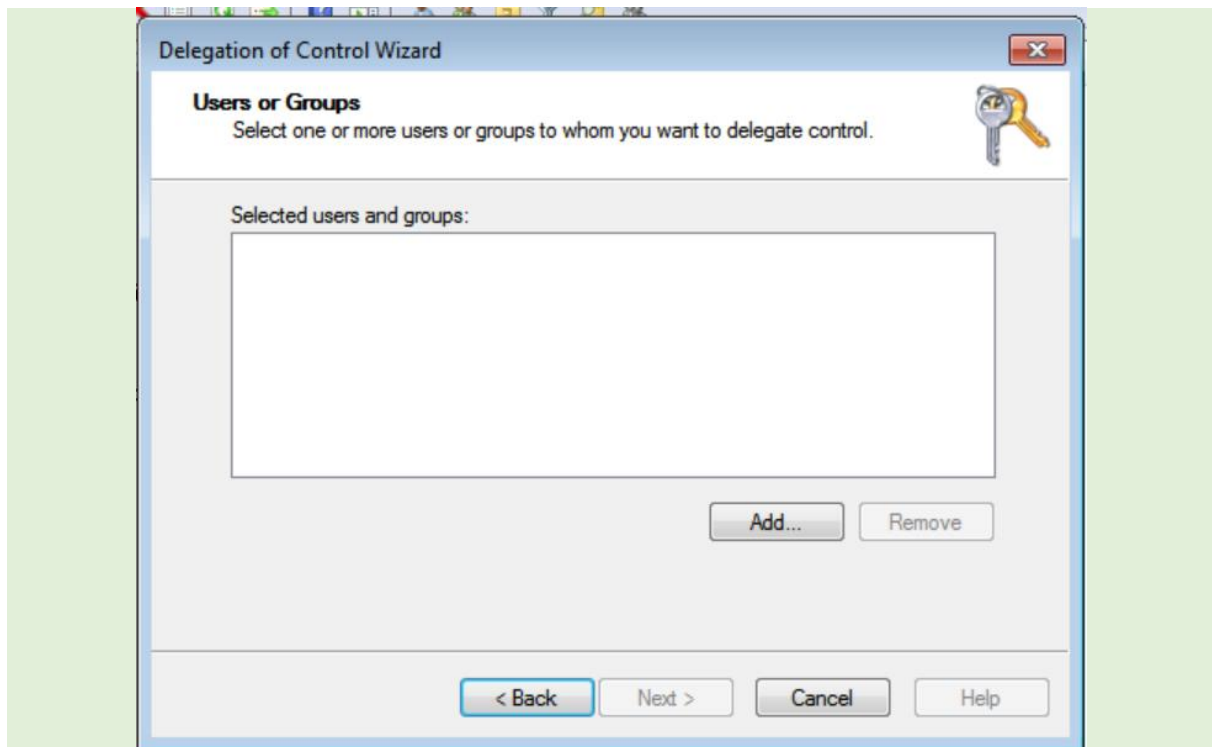 Delegation of Control Wizard
Users or Groups
Select one or more users or groups to whom you want to delegate control.
Selected users and groups:
Add...
Remove
< Back
Next >
Cancel
Help